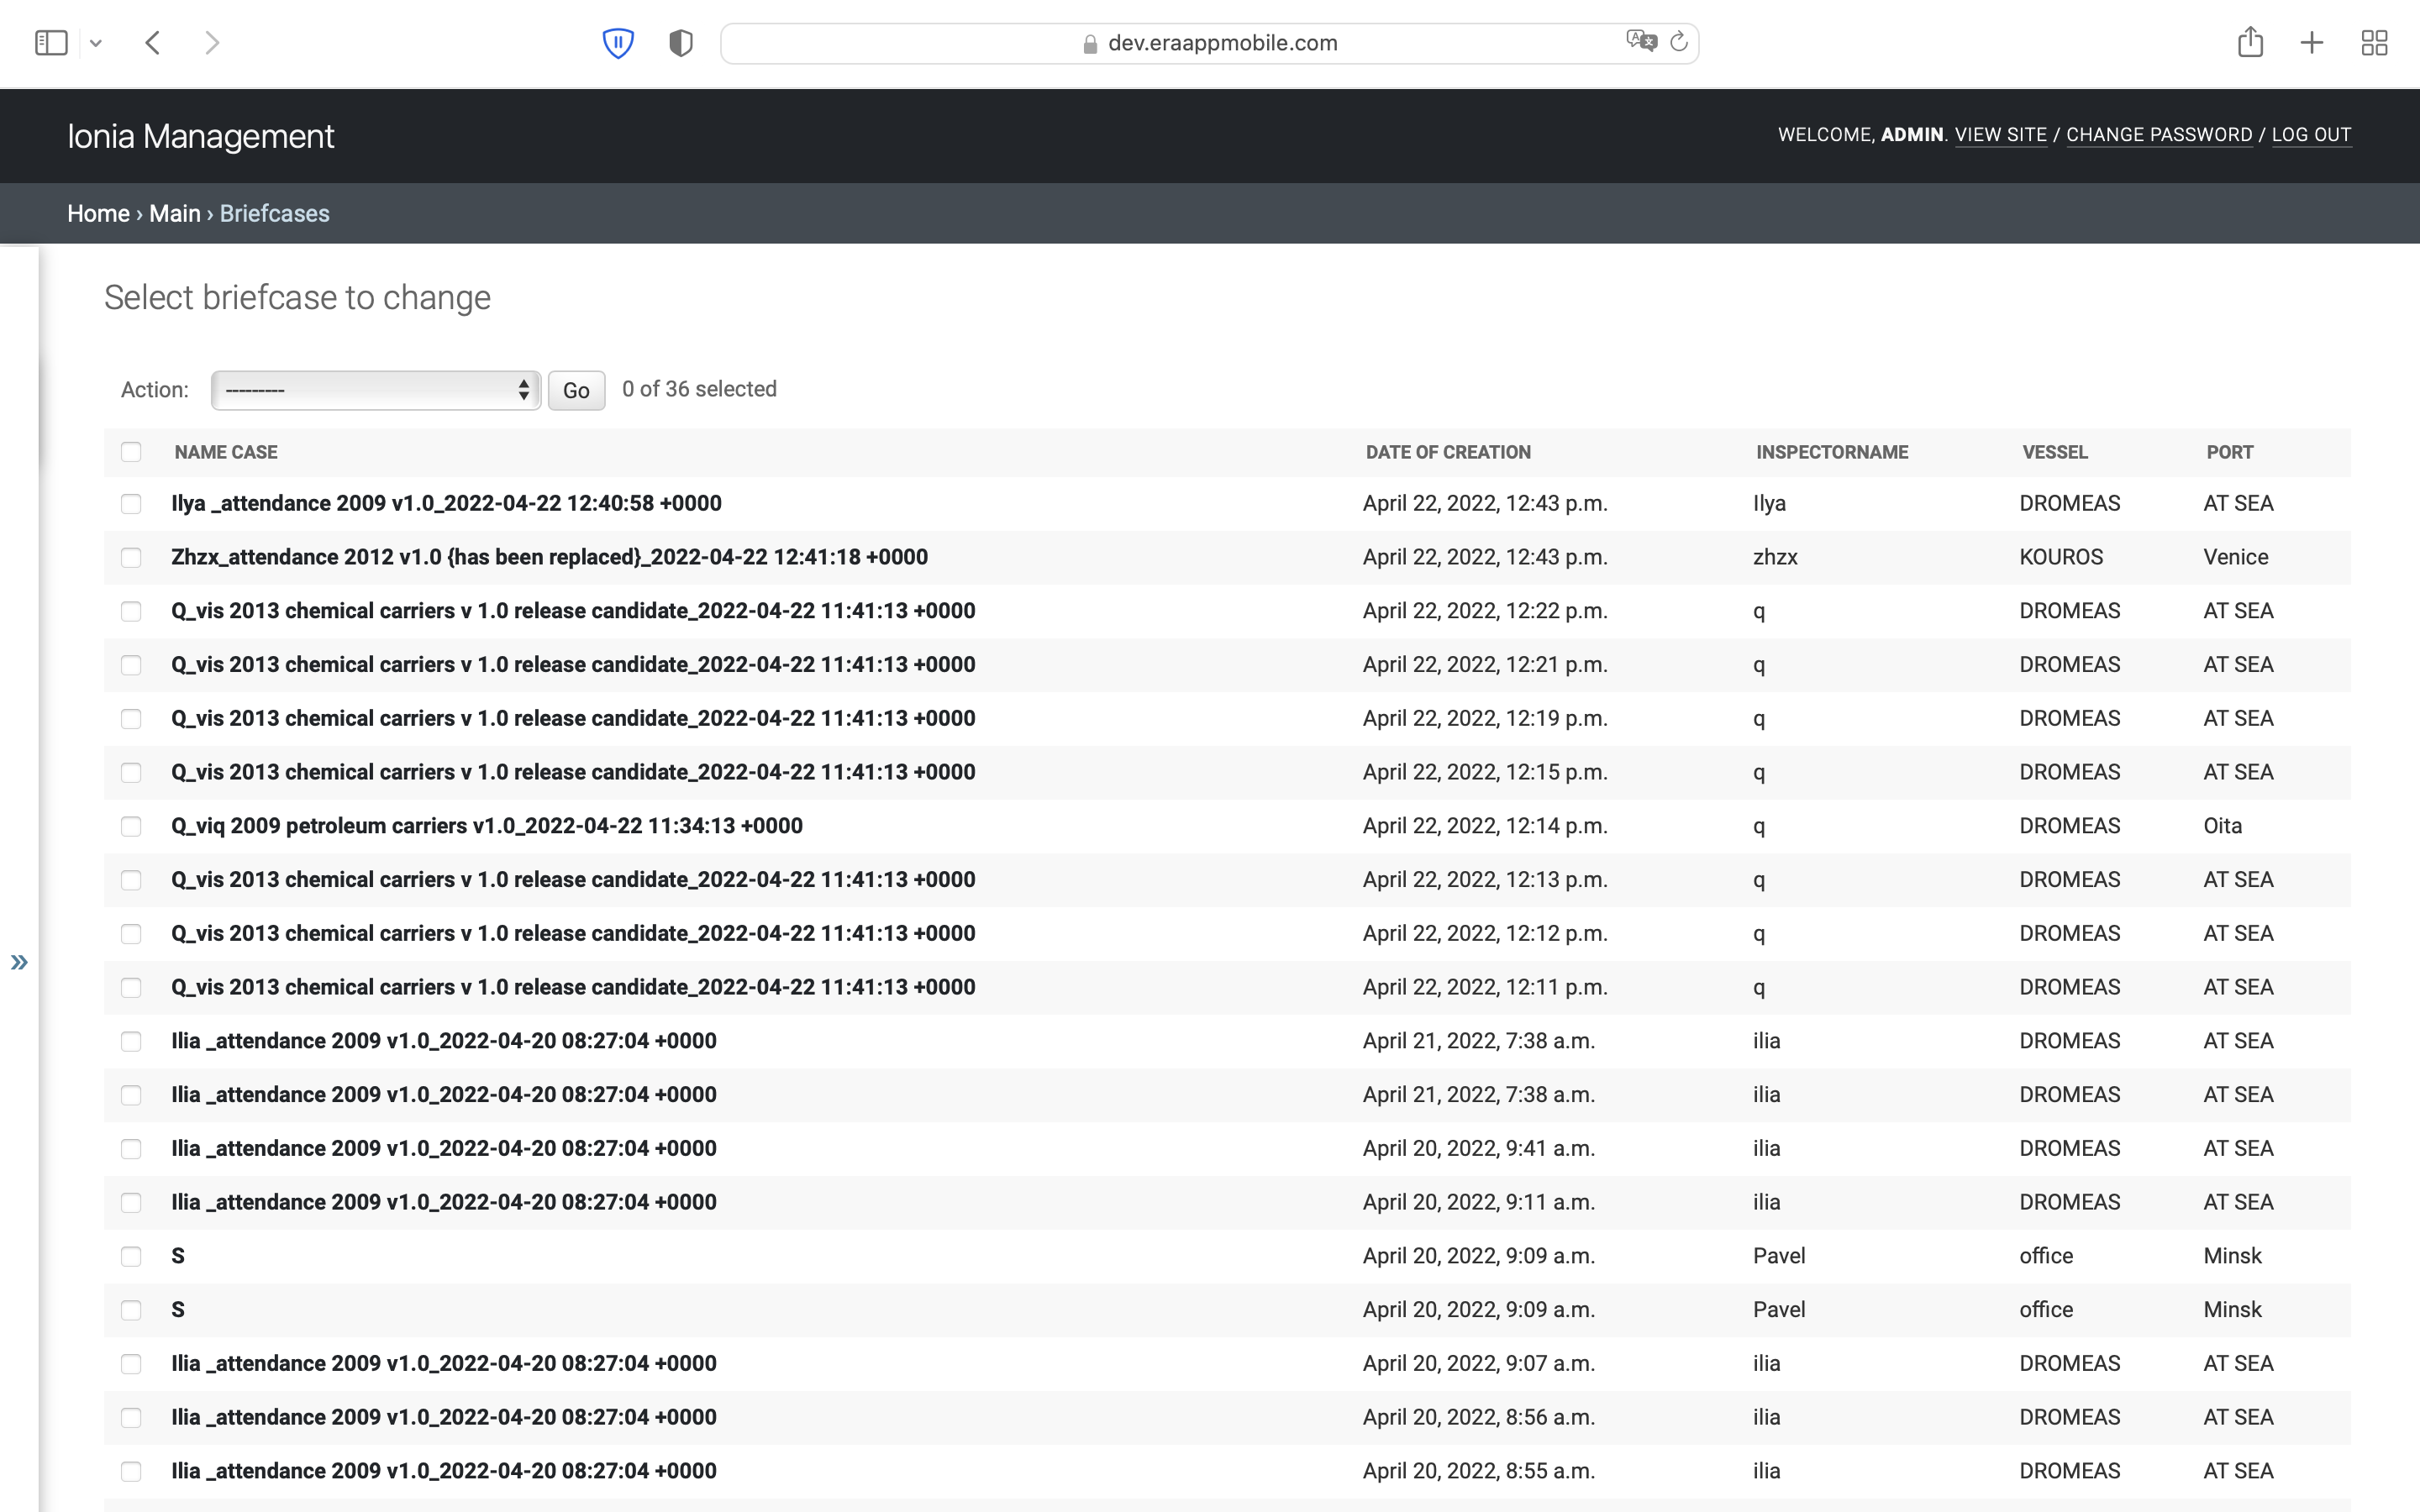 dev.eraappmobile.com
Ionia Management
WELCOME, ADMIN. VIEW SITE / CHANGE PASSWORD / LOG OUT
Home › Main › Briefcases
Select briefcase to change
Action: --------- Go 0 of 36 selected
NAME CASE DATE OF CREATION INSPECTORNAME VESSEL PORT
Ilya _attendance 2009 v1.0_2022-04-22 12:40:58 +0000 April 22, 2022, 12:43 p.m. Ilya DROMEAS AT SEA
Zhzx_attendance 2012 v1.0 {has been replaced}_2022-04-22 12:41:18 +0000 April 22, 2022, 12:43 p.m. zhzx KOUROS Venice
Q_vis 2013 chemical carriers v 1.0 release candidate_2022-04-22 11:41:13 +0000 April 22, 2022, 12:22 p.m. q DROMEAS AT SEA
Q_vis 2013 chemical carriers v 1.0 release candidate_2022-04-22 11:41:13 +0000 April 22, 2022, 12:21 p.m. q DROMEAS AT SEA
Q_vis 2013 chemical carriers v 1.0 release candidate_2022-04-22 11:41:13 +0000 April 22, 2022, 12:19 p.m. q DROMEAS AT SEA
Q_vis 2013 chemical carriers v 1.0 release candidate_2022-04-22 11:41:13 +0000 April 22, 2022, 12:15 p.m. q DROMEAS AT SEA
Q_viq 2009 petroleum carriers v1.0_2022-04-22 11:34:13 +0000 April 22, 2022, 12:14 p.m. q DROMEAS Oita
Q_vis 2013 chemical carriers v 1.0 release candidate_2022-04-22 11:41:13 +0000 April 22, 2022, 12:13 p.m. q DROMEAS AT SEA
Q_vis 2013 chemical carriers v 1.0 release candidate_2022-04-22 11:41:13 +0000 April 22, 2022, 12:12 p.m. q DROMEAS AT SEA
Q_vis 2013 chemical carriers v 1.0 release candidate_2022-04-22 11:41:13 +0000 April 22, 2022, 12:11 p.m. q DROMEAS AT SEA
Ilia _attendance 2009 v1.0_2022-04-20 08:27:04 +0000 April 21, 2022, 7:38 a.m. ilia DROMEAS AT SEA
Ilia _attendance 2009 v1.0_2022-04-20 08:27:04 +0000 April 21, 2022, 7:38 a.m. ilia DROMEAS AT SEA
Ilia _attendance 2009 v1.0_2022-04-20 08:27:04 +0000 April 20, 2022, 9:41 a.m. ilia DROMEAS AT SEA
Ilia _attendance 2009 v1.0_2022-04-20 08:27:04 +0000 April 20, 2022, 9:11 a.m. ilia DROMEAS AT SEA
S April 20, 2022, 9:09 a.m. Pavel office Minsk
S April 20, 2022, 9:09 a.m. Pavel office Minsk
Ilia _attendance 2009 v1.0_2022-04-20 08:27:04 +0000 April 20, 2022, 9:07 a.m. ilia DROMEAS AT SEA
Ilia _attendance 2009 v1.0_2022-04-20 08:27:04 +0000 April 20, 2022, 8:56 a.m. ilia DROMEAS AT SEA
Ilia _attendance 2009 v1.0_2022-04-20 08:27:04 +0000 April 20, 2022, 8:55 a.m. ilia DROMEAS AT SEA